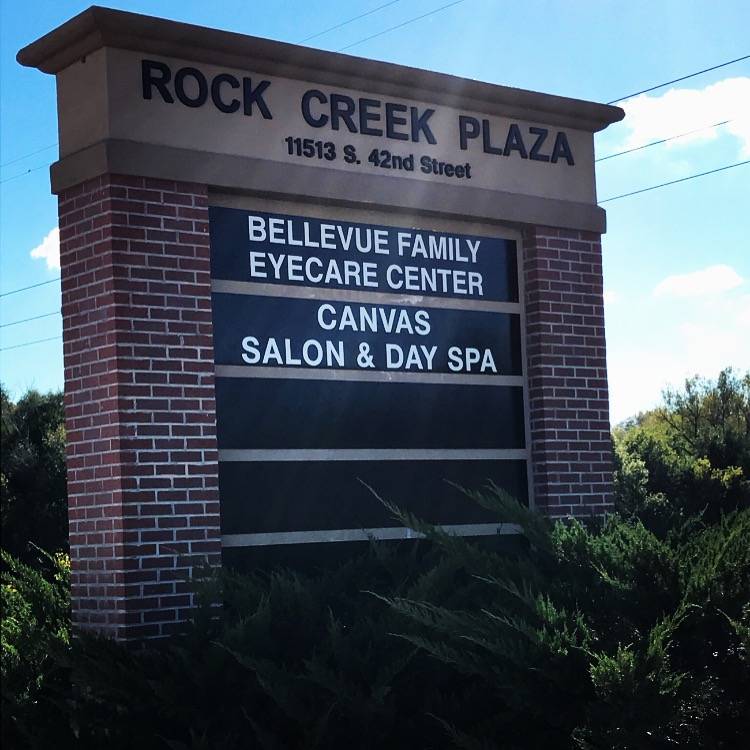 ROCK CREEK PLAZA
11513 S. 42nd Street
BELLEVUE FAMILY
EYECARE CENTER
CANVAS
SALON & DAY SPA